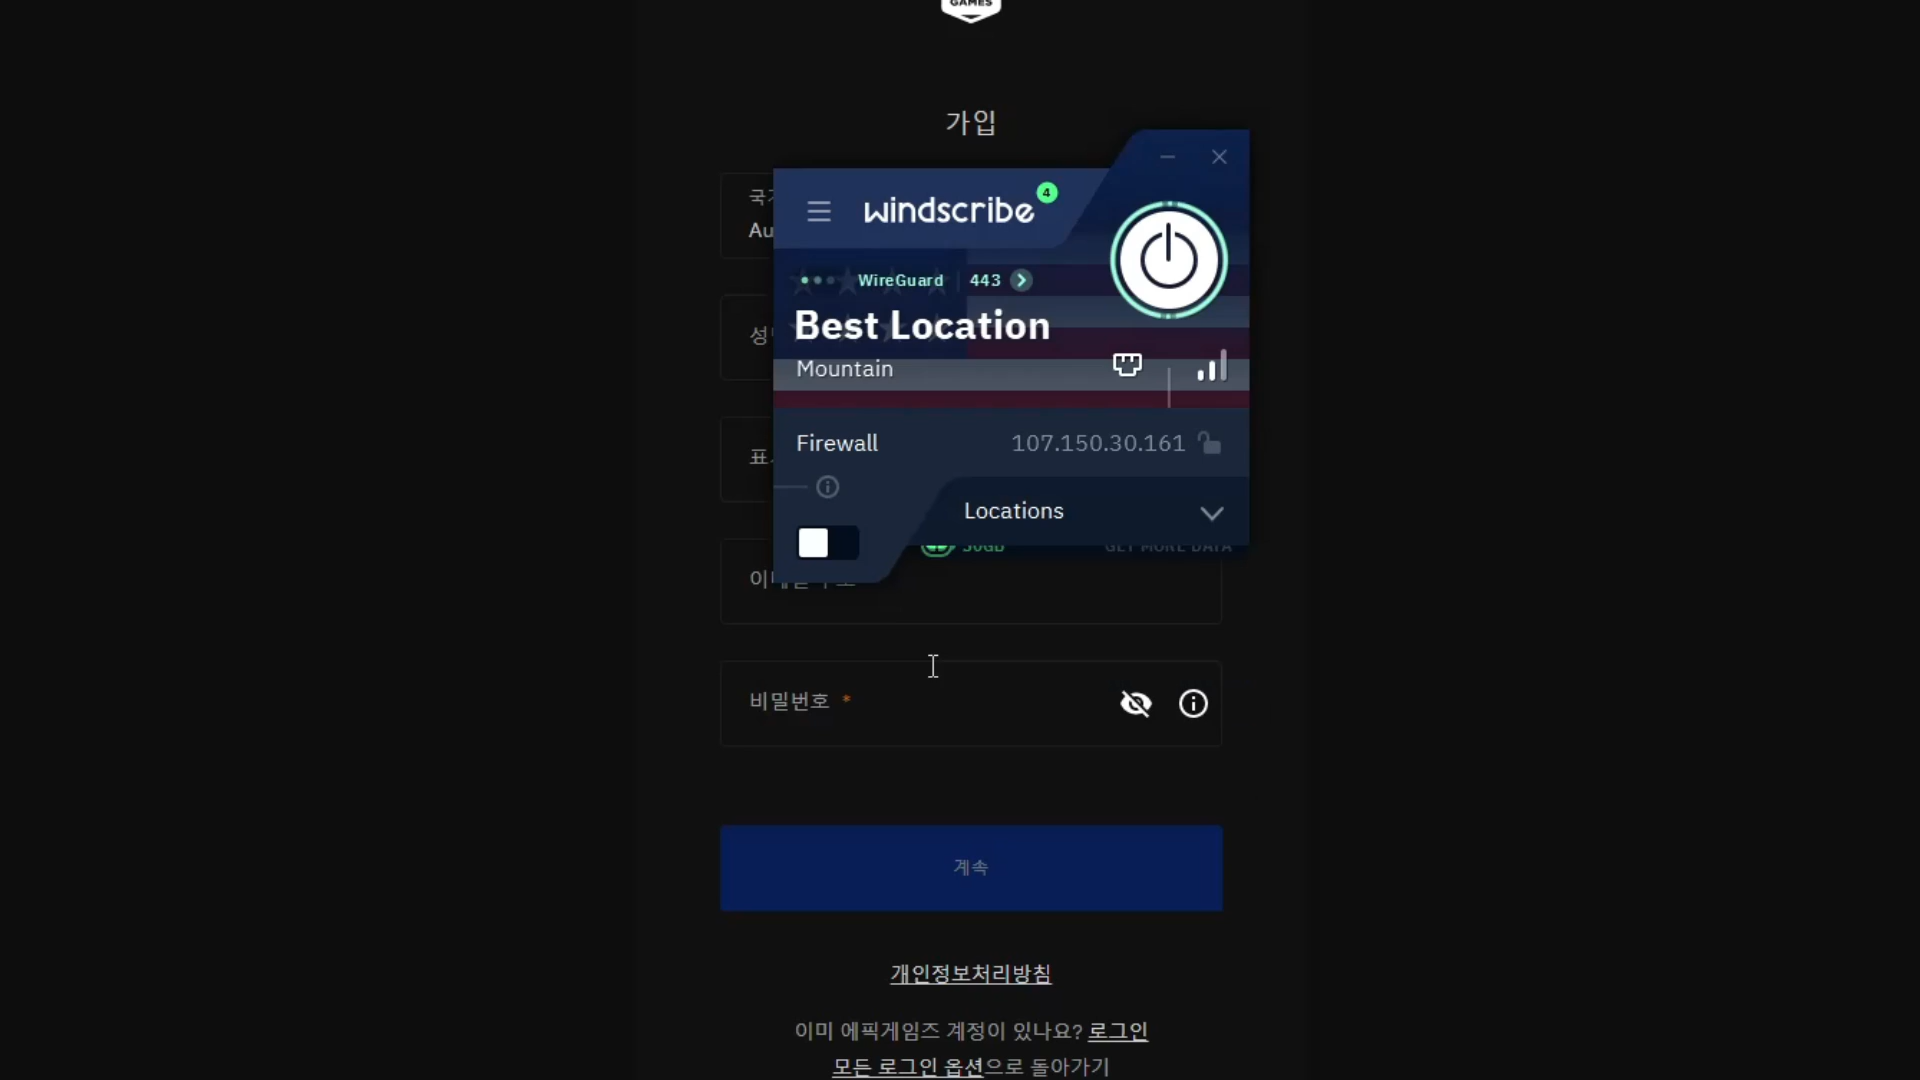 GAMES
가입
windscribe 4
Au
WireGuard 443
Best Location
Mountain
Firewall 107.150.30.161
Locations
비밀번호 *
계속
개인정보처리방침
이미 에픽게임즈 계정이 있나요? 로그인
모든 로그인 옵션으로 돌아가기